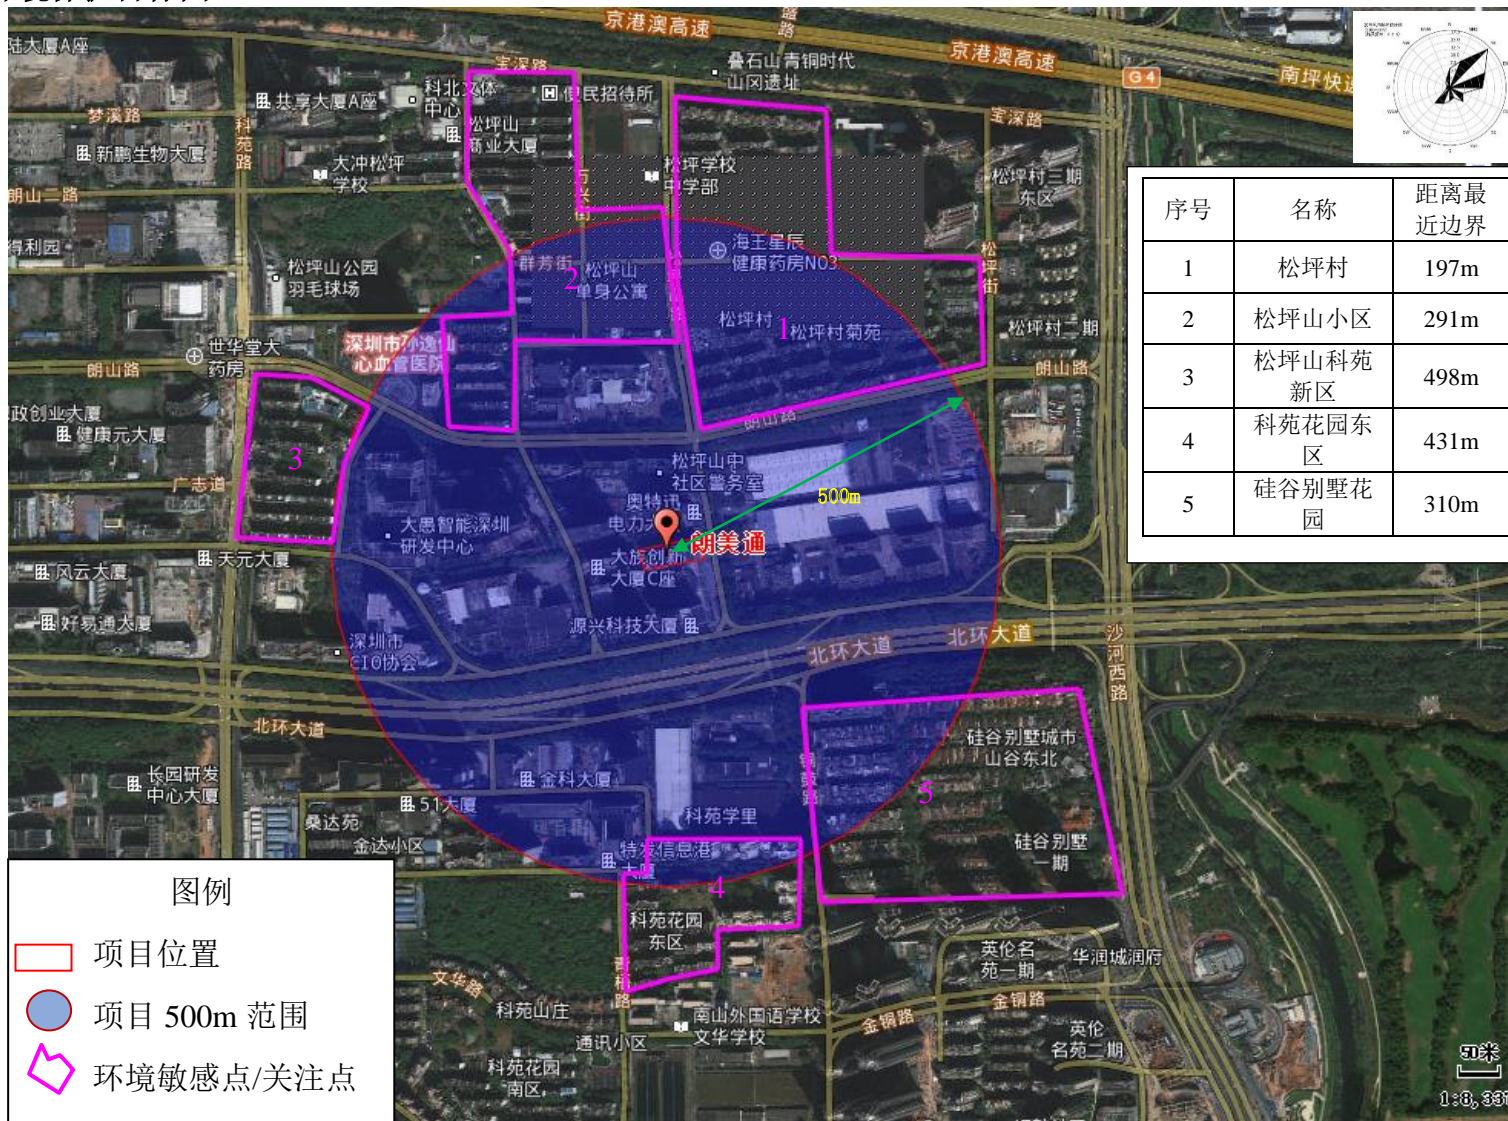 京港澳高速
京港澳高速
G4
南坪快速
陆大厦A座
宝深路
叠石山青铜时代
山冈遗址
梦溪路
共享大厦A座
科北文体
中心
便民招待所
宝深路
科苑路
松坪山
商业大厦
新鹏生物大厦
大冲松坪
学校
万兴街
松坪学校
中学部
松坪村三期
东区
朗山二路
得利园
松坪山公园
羽毛球场
群芳街
2
松坪山
单身公寓
海王星辰
健康药房N03
松坪街
松坪村
1
松坪村菊苑
松坪村二期
世华堂大
药房
深圳市孙逸仙
心血管医院
朗山路
朗山路
朗山路
政创业大厦
健康元大厦
3
广志道
松坪山中
社区警务室
500m
奥特迅
电力大
大愚智能深圳
研发中心
朗美通
大族创新
大厦C座
天元大厦
风云大厦
好易通大厦
源兴科技大厦
深圳市
CIO协会
北环大道
北环大道
沙河西路
北环大道
硅谷别墅城市
山谷东北
铜鼓路
长园研发
中心大厦
金科大厦
51大厦
5
科苑学里
桑达苑
金达小区
特发信息港
大厦
硅谷别墅
一期
4
科苑花园
东区
青梧路
英伦名
苑一期
华润城润府
文华路
科苑山庄
南山外国语学校
文华学校
金铜路
金铜路
通讯小区
英伦
名苑二期
科苑花园
南区
50米
序号 名称 距离最近边界
1 松坪村 197m
2 松坪山小区 291m
3 松坪山科苑新区 498m
4 科苑花园东区 431m
5 硅谷别墅花园 310m
图例
项目位置
项目 500m 范围
环境敏感点/关注点